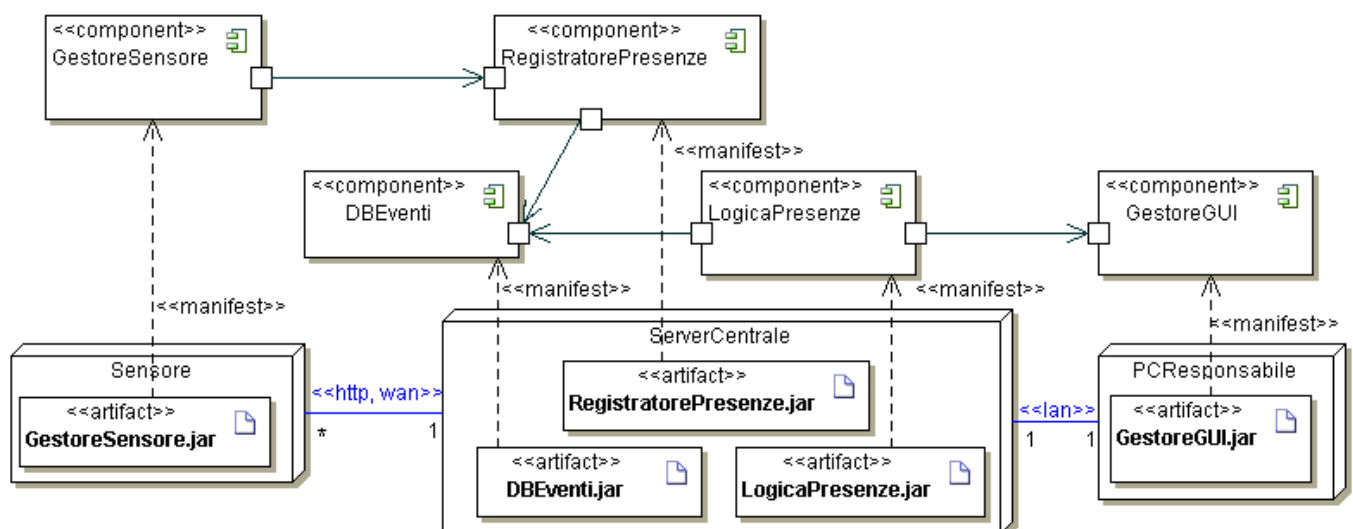 <<component>>
GestoreSensore
<<component>>
RegistratorePresenze
<<manifest>>
<<component>>
DBEventi
<<component>>
LogicaPresenze
<<component>>
GestoreGUI
<<manifest>>
<<manifest>>
<<manifest>>
<<manifest>>
Sensore
<<artifact>>
GestoreSensore.jar
<<http, wan>>
*
1
ServerCentrale
<<artifact>>
RegistratorePresenze.jar
<<artifact>>
DBEventi.jar
<<artifact>>
LogicaPresenze.jar
<<lan>>
1
1
PCResponsabile
<<artifact>>
GestoreGUI.jar